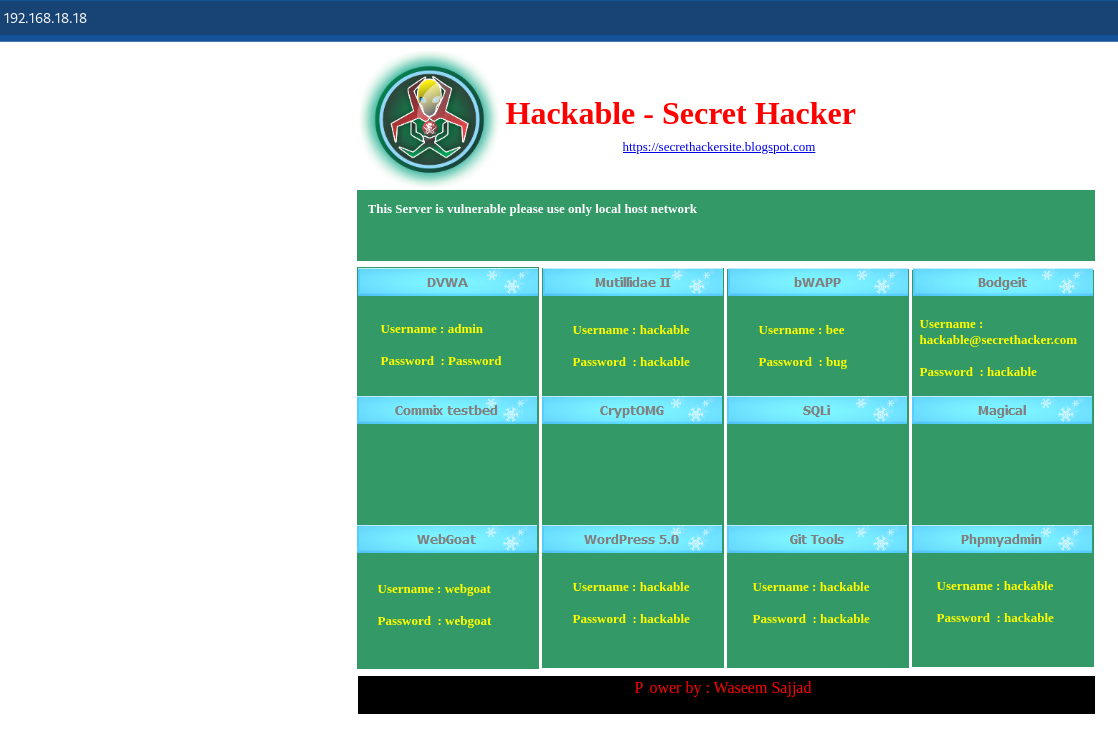 192.168.18.18
Hackable - Secret Hacker
https://secrethackersite.blogspot.com
This Server is vulnerable please use only local host network
DVWA
Mutillidae II
bWAPP
Bodgeit
Username : admin
Password : Password
Username : hackable
Password : hackable
Username : bee
Password : bug
Username :
hackable@secrethacker.com
Password : hackable
Commix testbed
CryptOMG
SQLi
Magical
WebGoat
WordPress 5.0
Git Tools
Phpmyadmin
Username : webgoat
Password : webgoat
Username : hackable
Password : hackable
Username : hackable
Password : hackable
Username : hackable
Password : hackable
P ower by : Waseem Sajjad